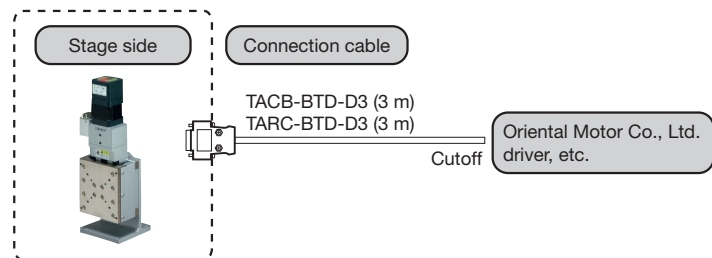 Stage side
Connection cable
TACB-BTD-D3 (3 m)
TARC-BTD-D3 (3 m)
Cutoff
Oriental Motor Co., Ltd.
driver, etc.